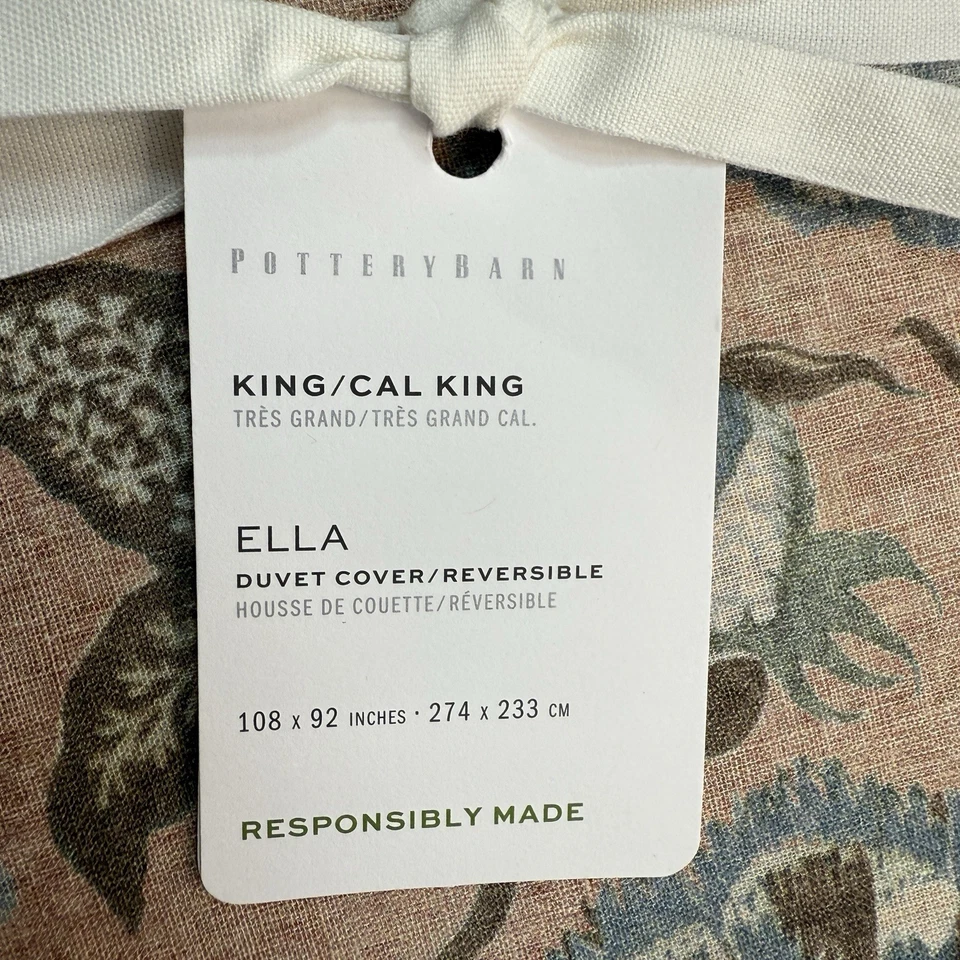 POTTERYBARN
KING/CAL KING
TRÈS GRAND/TRÈS GRAND CAL.
ELLA
DUVET COVER/REVERSIBLE
HOUSSE DE COUETTE/RÉVERSIBLE
108 X 92 INCHES · 274 X 233 CM
RESPONSIBLY MADE